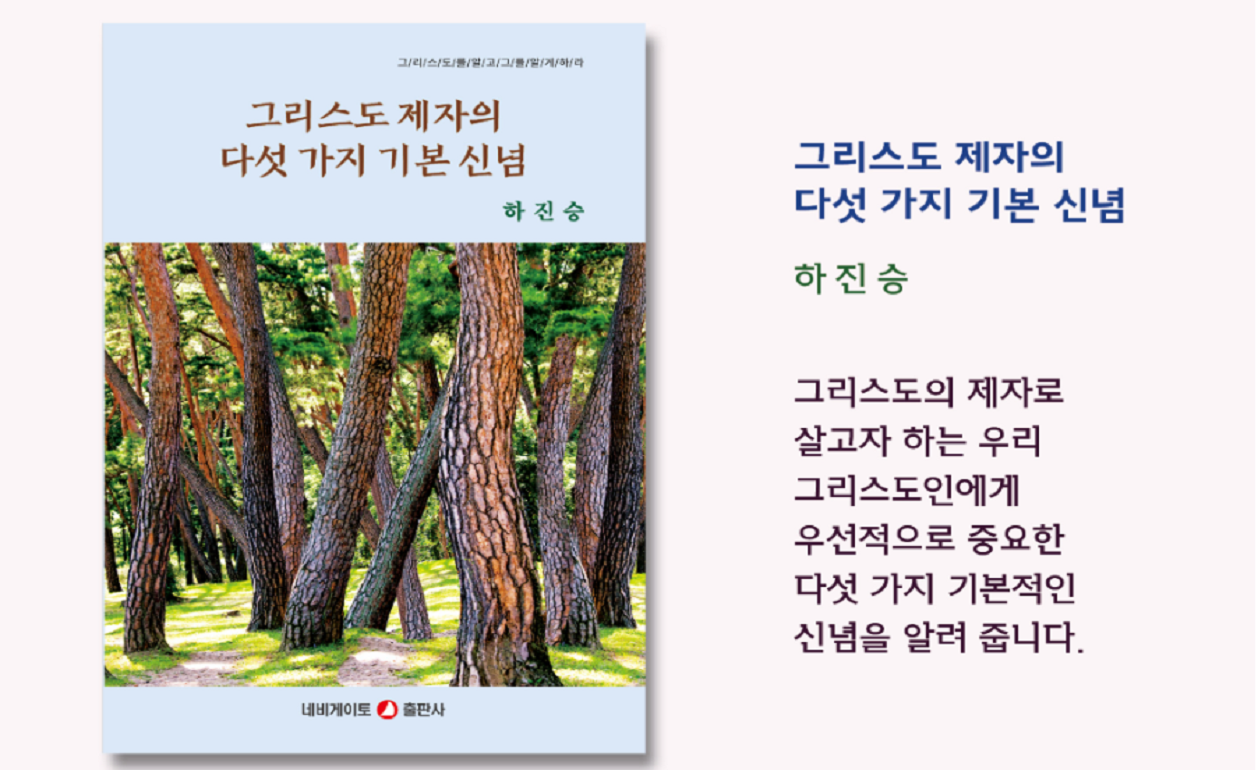 그/리/스/도/를/알/고/그/를/알/게/하/라
그리스도 제자의
다섯 가지 기본 신념
하 진 승
네비게이토 출판사
그리스도 제자의
다섯 가지 기본 신념
하 진 승
그리스도의 제자로
살고자 하는 우리
그리스도인에게
우선적으로 중요한
다섯 가지 기본적인
신념을 알려 줍니다.